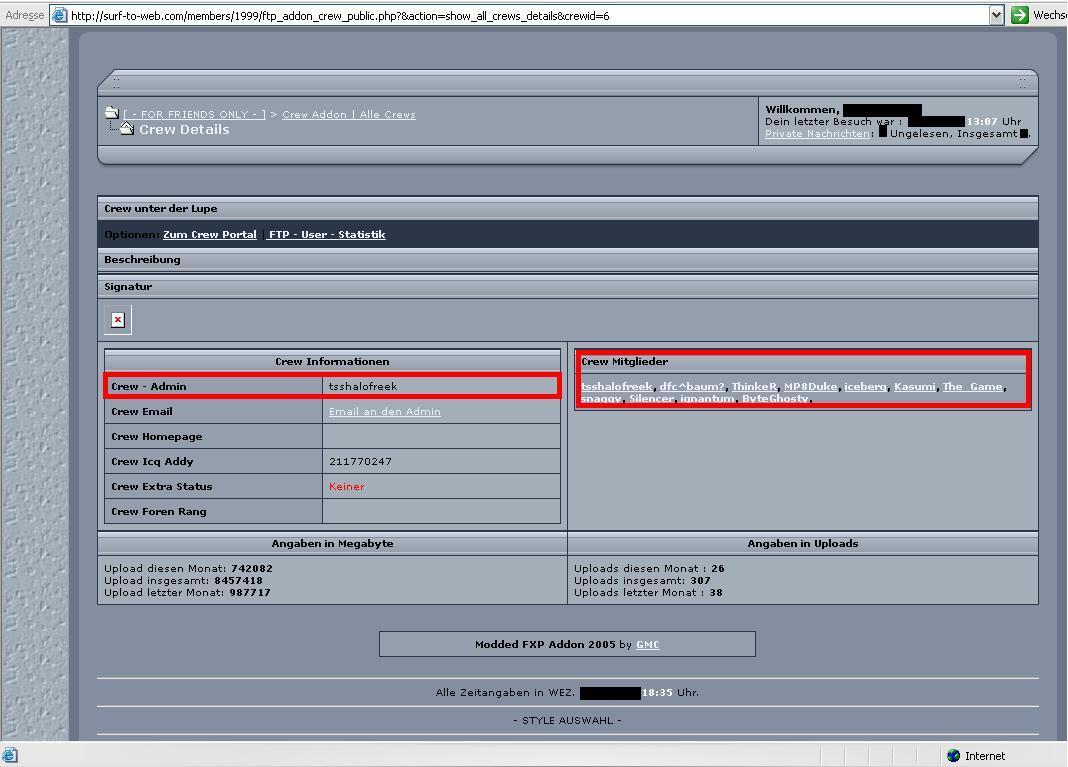 Adresse http://surf-to-web.com/members/1999/ftp_addon_crew_public.php?&action=show_all_crews_details&crewid=6 Wechs
[ - FOR FRIENDS ONLY - ] > Crew Addon | Alle Crews
Crew Details
Willkommen,
Dein letzter Besuch war : 13:07 Uhr
Private Nachrichten: Ungelesen, Insgesamt .
Crew unter der Lupe
Optionen: Zum Crew Portal | FTP - User - Statistik
Beschreibung
Signatur
Crew Informationen
Crew - Admin tsshalofreek
Crew Email Email an den Admin
Crew Homepage
Crew Icq Addy 211770247
Crew Extra Status Keiner
Crew Foren Rang
Crew Mitglieder
tsshalofreek, dfc^baum?, ThinkeR, MP8Duke, iceberg, Kasumi, The_Game,
snaggy, Silencer, ignantum, ByteGhosty,
Angaben in Megabyte
Upload diesen Monat: 742082
Upload insgesamt: 8457418
Upload letzter Monat: 987717
Angaben in Uploads
Uploads diesen Monat : 26
Uploads insgesamt: 307
Uploads letzter Monat : 38
Modded FXP Addon 2005 by GMC
Alle Zeitangaben in WEZ. 18:35 Uhr.
- STYLE AUSWAHL -
Internet